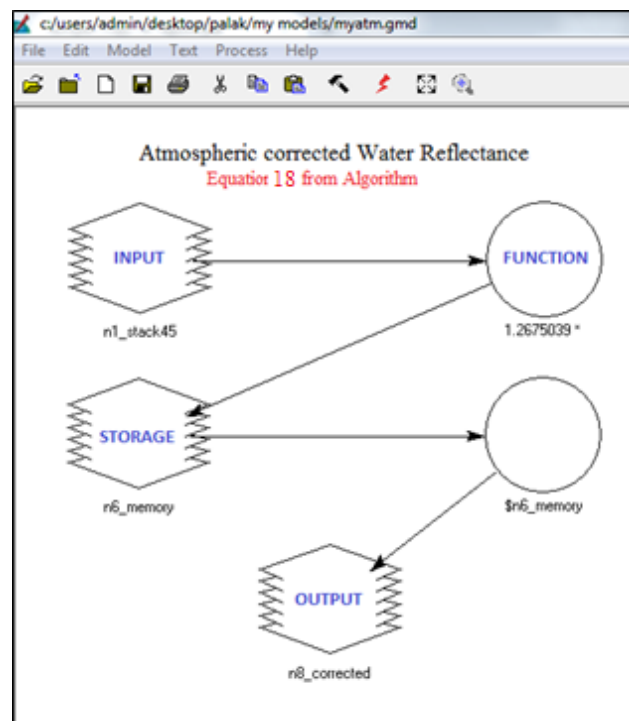 c:/users/admin/desktop/palak/my models/myatm.gmd
File Edit Model Text Process Help
Atmospheric corrected Water Reflectance
Equation 18 from Algorithm
INPUT
FUNCTION
n1_stack45
1.2675039 *
STORAGE
n6_memory
$n6_memory
OUTPUT
n8_corrected